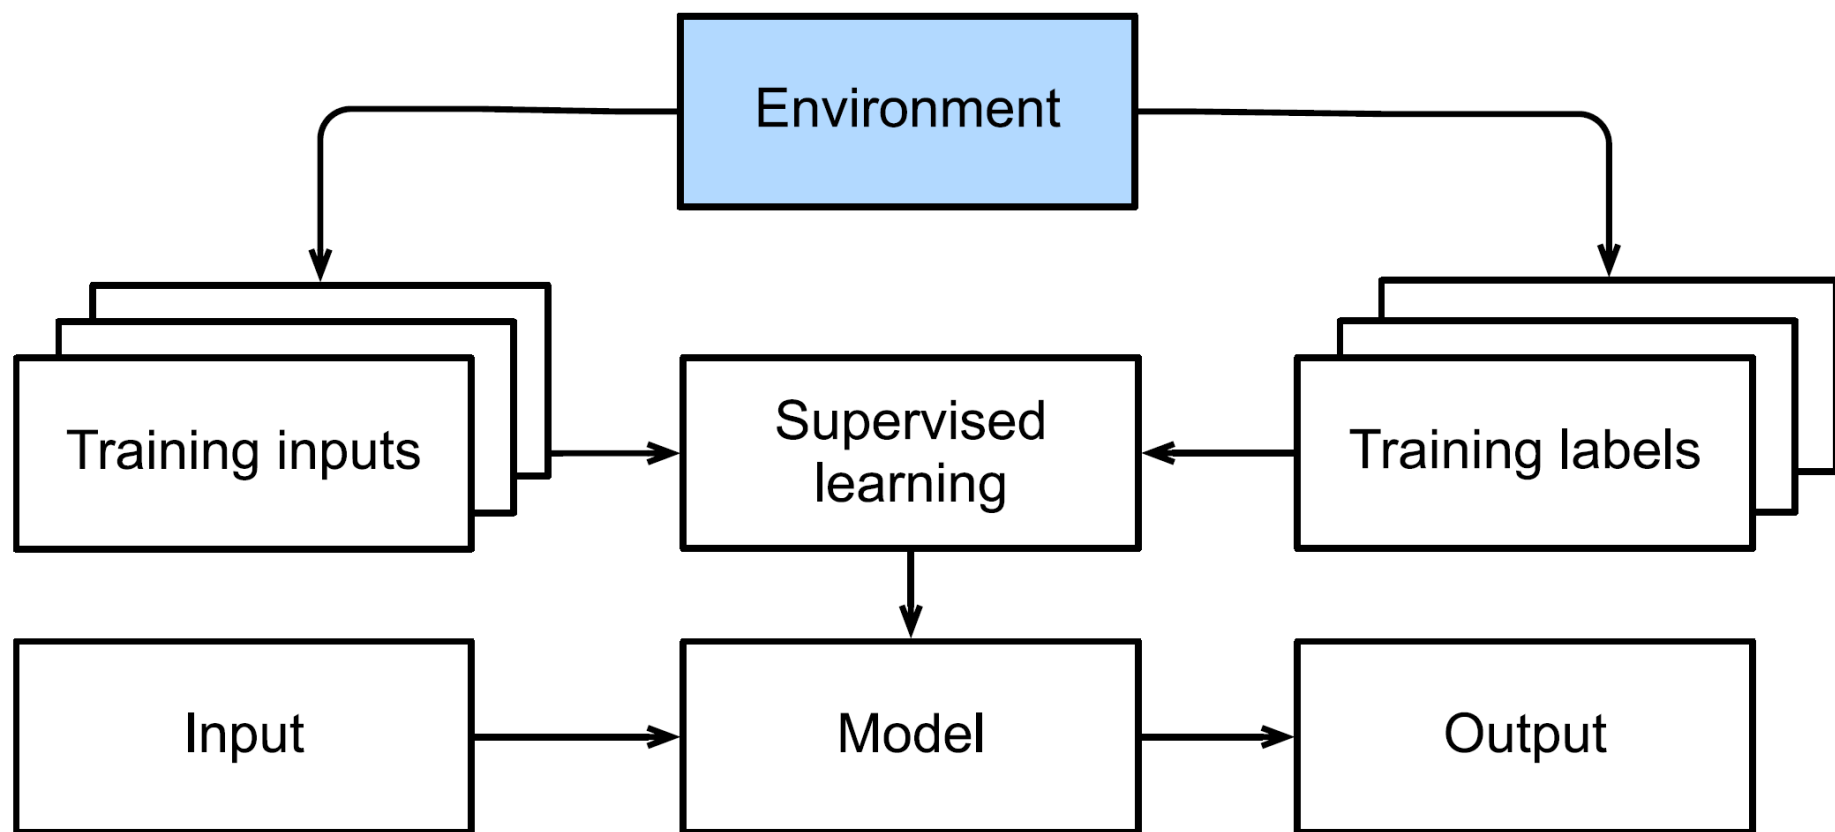 Environment
Training inputs
Supervised
learning
Training labels
Input
Model
Output